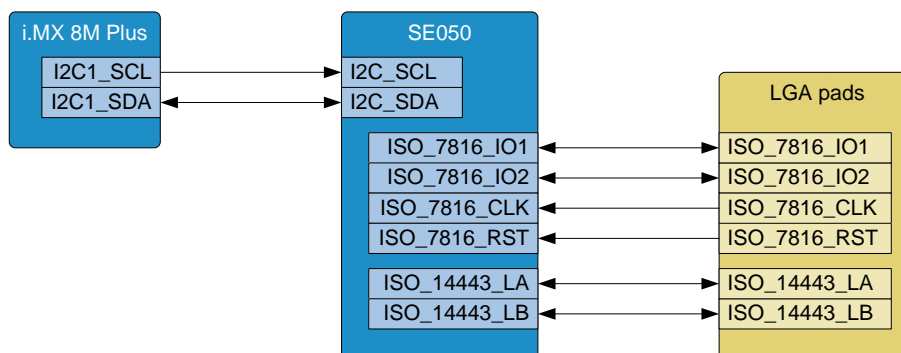 i.MX 8M Plus
I2C1_SCL
I2C1_SDA
SE050
I2C_SCL
I2C_SDA
ISO_7816_IO1
ISO_7816_IO2
ISO_7816_CLK
ISO_7816_RST
ISO_14443_LA
ISO_14443_LB
LGA pads
ISO_7816_IO1
ISO_7816_IO2
ISO_7816_CLK
ISO_7816_RST
ISO_14443_LA
ISO_14443_LB